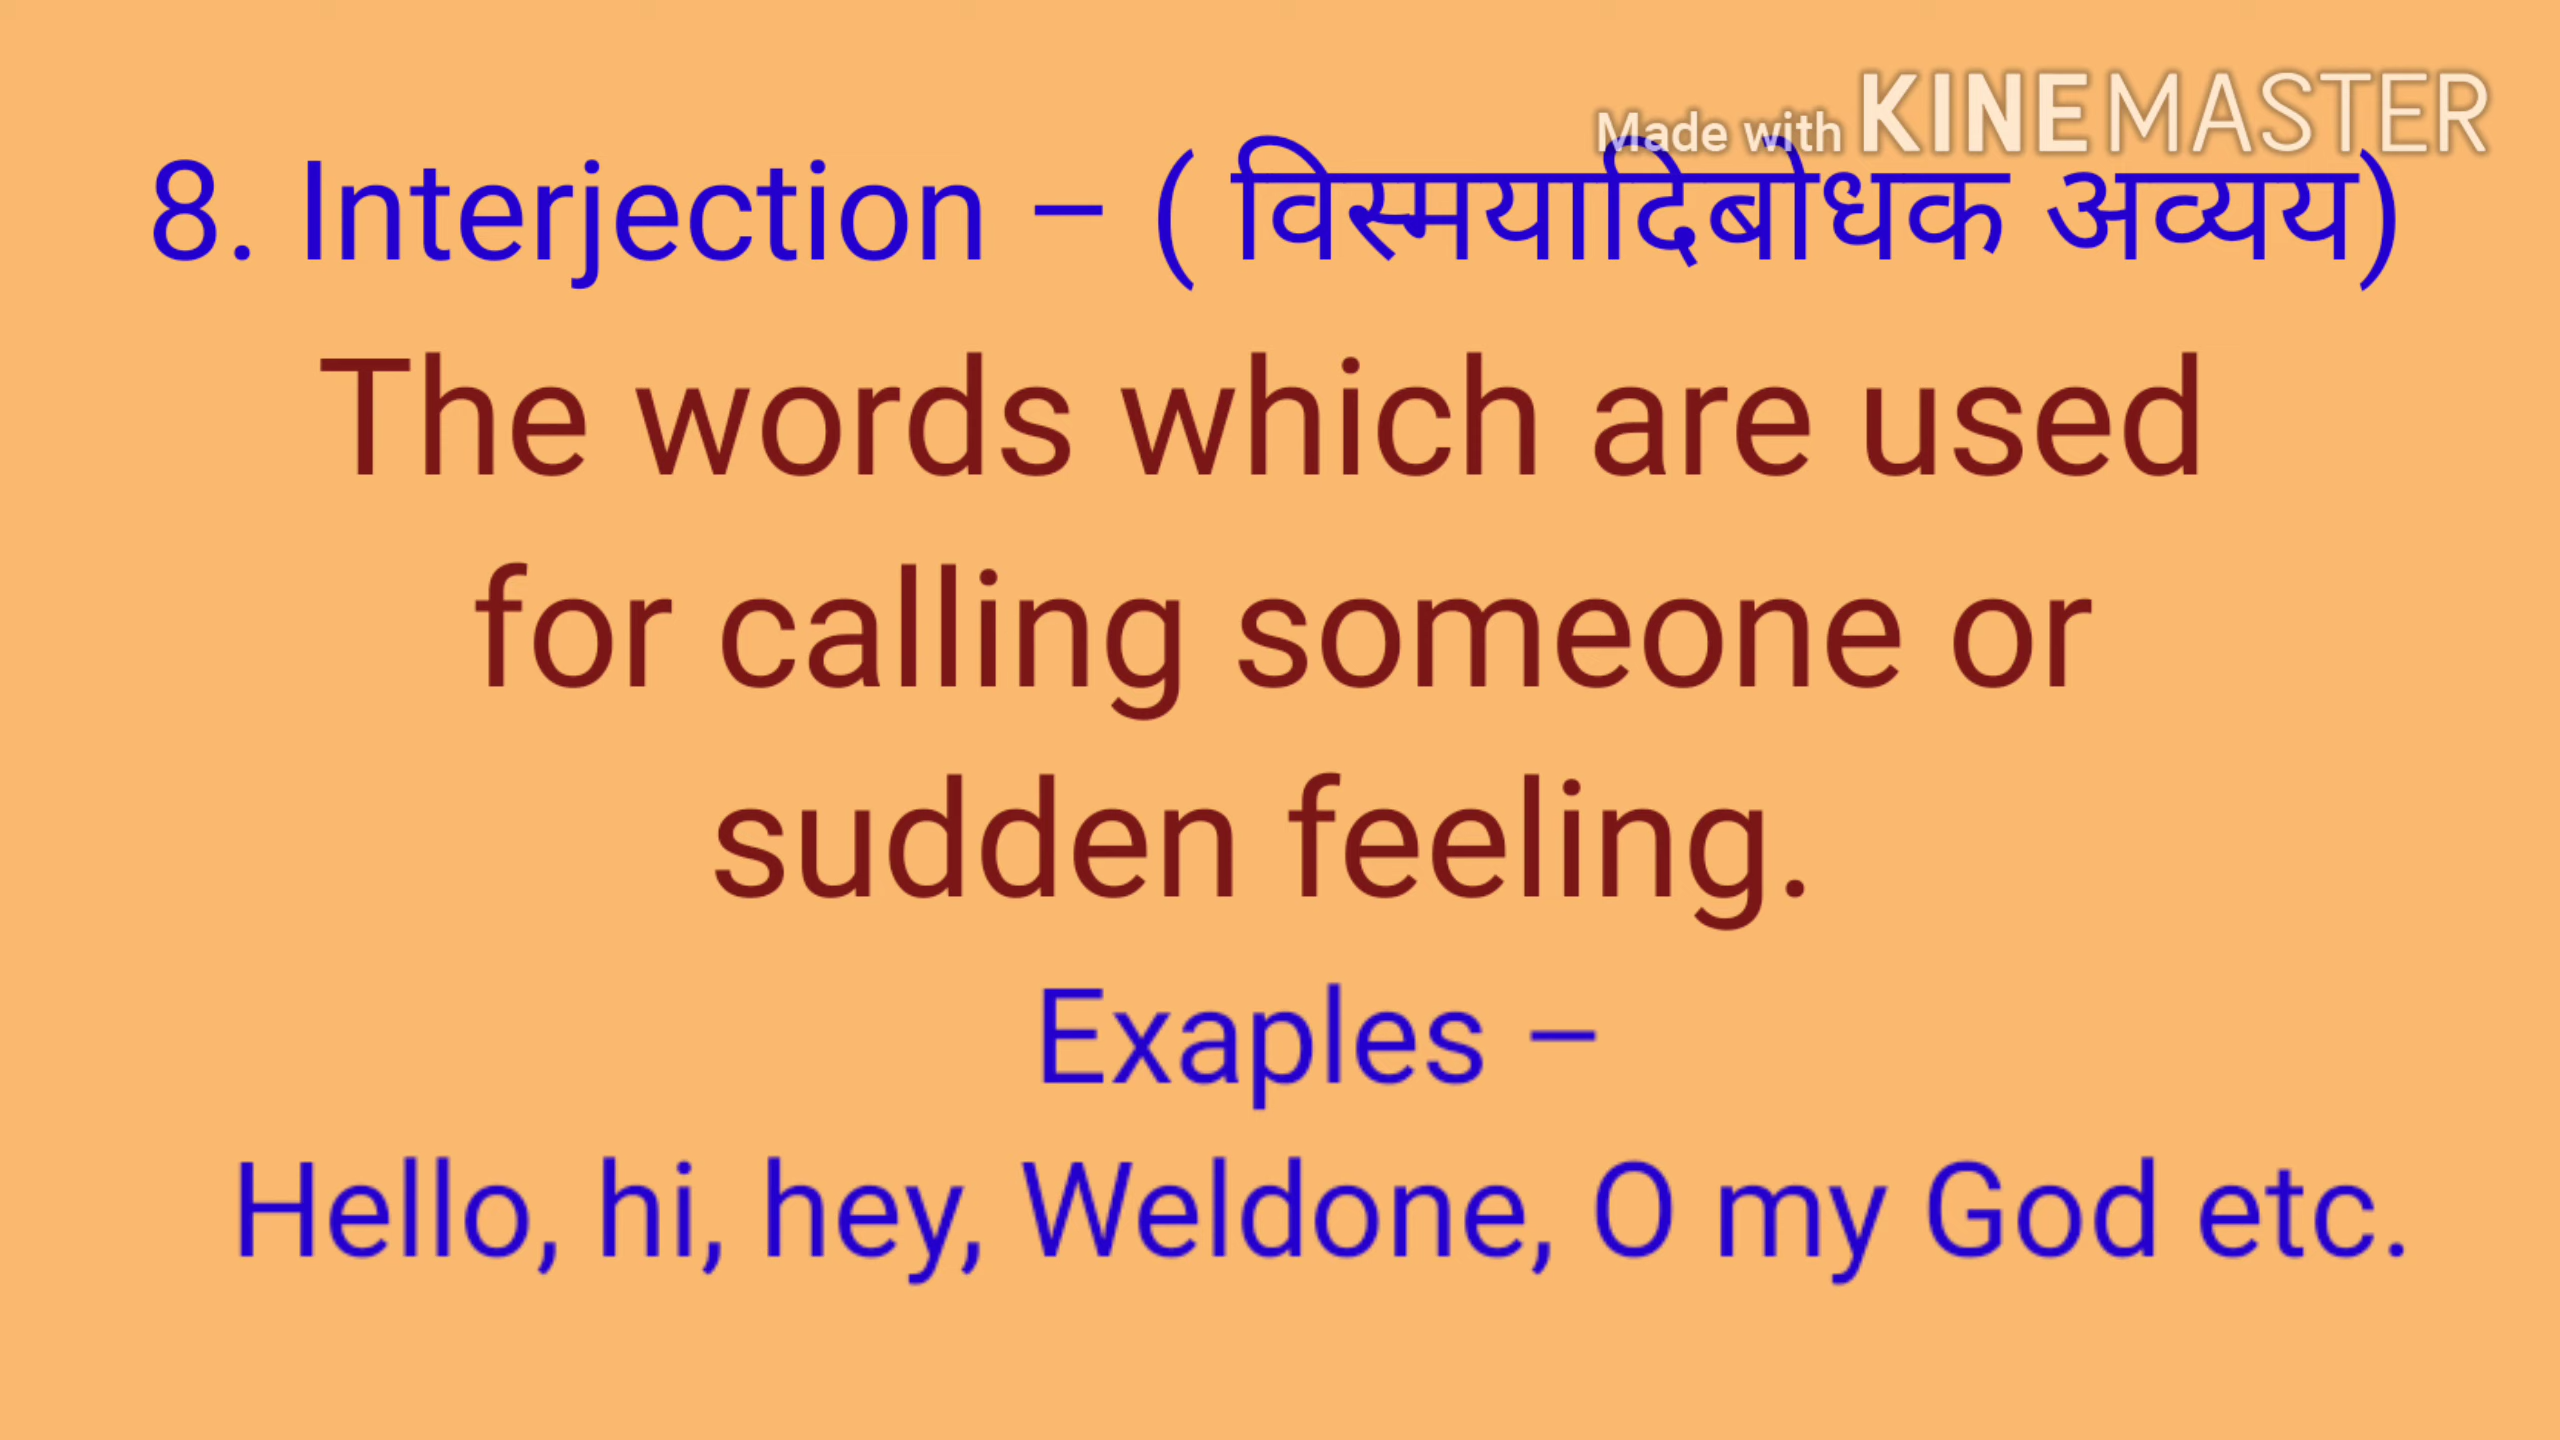 Made with KINEMASTER
8. Interjection – ( विस्मयादिबोधक अव्यय)
The words which are used
for calling someone or
sudden feeling.
Exaples –
Hello, hi, hey, Weldone, O my God etc.